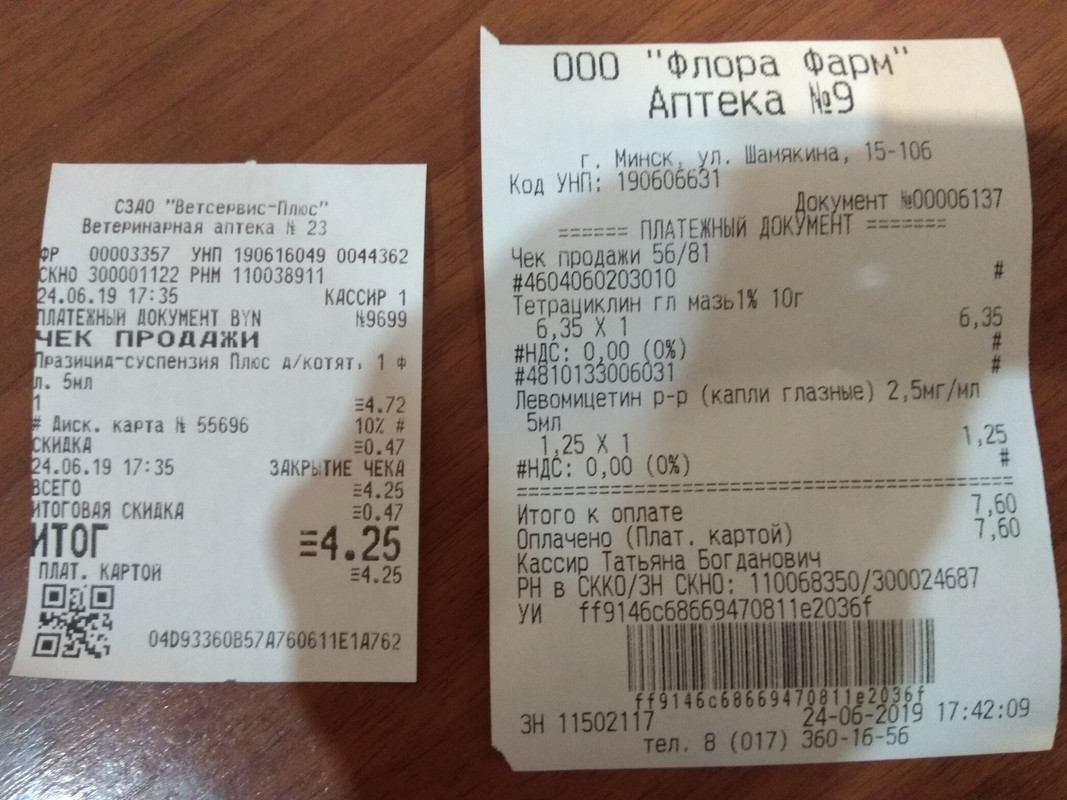 СЗАО "Ветсервис-Плюс"
Ветеринарная аптека № 23
ФР 00003357 УНП 190616049 0044362
СКНО 300001122 РНМ 110038911
24.06.19 17:35 КАССИР 1
ПЛАТЕЖНЫЙ ДОКУМЕНТ BYN №9699
ЧЕК ПРОДАЖИ
Празицид-суспензия Плюс д/котят, 1 ф
л. 5мл
1 ≡4.72
# Диск. карта № 55696 10% #
СКИДКА ≡0.47
24.06.19 17:35 ЗАКРЫТИЕ ЧЕКА
ВСЕГО ≡4.25
ИТОГОВАЯ СКИДКА ≡0.47
ИТОГ ≡4.25
ПЛАТ. КАРТОЙ ≡4.25
04D93360B57A760611E1A762
ООО "Флора Фарм"
Аптека №9
г. Минск, ул. Шамякина, 15-106
Код УНП: 190606631
Документ №00006137
====== ПЛАТЕЖНЫЙ ДОКУМЕНТ =======
Чек продажи 56/81
#4604060203010 #
Тетрациклин гл мазь1% 10г
6,35 X 1 6,35
#НДС: 0,00 (0%) #
#4810133006031 #
Левомицетин р-р (капли глазные) 2,5мг/мл
5мл
1,25 X 1 1,25
#НДС: 0,00 (0%) #
Итого к оплате 7,60
Оплачено (Плат. картой) 7,60
Кассир Татьяна Богданович
РН в СККО/ЗН СКНО: 110068350/300024687
УИ ff9146c68669470811e2036f
ff9146c68669470811e2036f
ЗН 11502117 24-06-2019 17:42:09
тел. 8 (017) 360-16-56